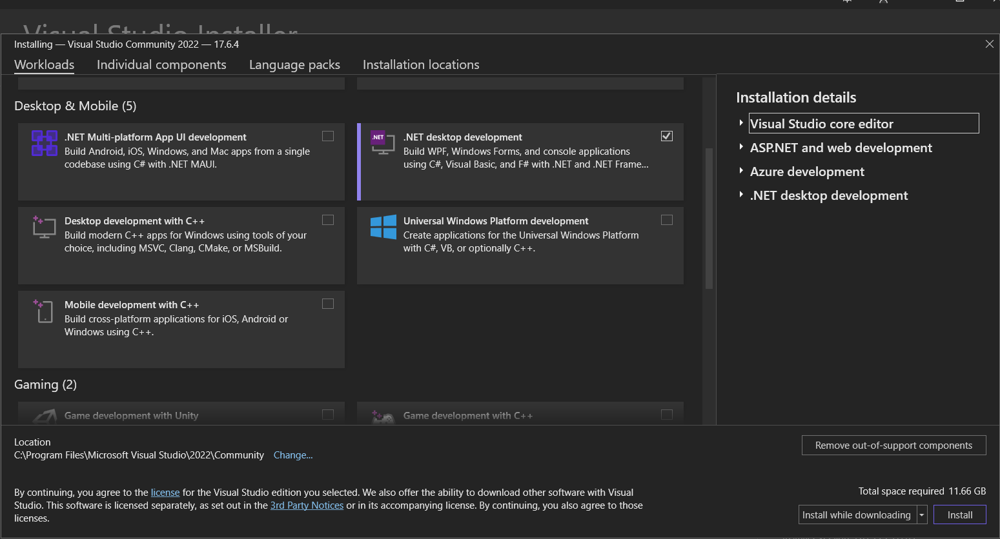 Visual Studio Installer
Installing — Visual Studio Community 2022 — 17.6.4
Workloads
Individual components
Language packs
Installation locations
Desktop & Mobile (5)
.NET Multi-platform App UI development
Build Android, iOS, Windows, and Mac apps from a single
codebase using C# with .NET MAUI.
.NET
.NET desktop development
Build WPF, Windows Forms, and console applications
using C#, Visual Basic, and F# with .NET and .NET Frame...
Desktop development with C++
Build modern C++ apps for Windows using tools of your
choice, including MSVC, Clang, CMake, or MSBuild.
Universal Windows Platform development
Create applications for the Universal Windows Platform
with C#, VB, or optionally C++.
Mobile development with C++
Build cross-platform applications for iOS, Android or
Windows using C++.
Gaming (2)
Game development with Unity
Game development with C++
Installation details
Visual Studio core editor
ASP.NET and web development
Azure development
.NET desktop development
Location
C:\Program Files\Microsoft Visual Studio\2022\Community
Change...
Remove out-of-support components
By continuing, you agree to the license for the Visual Studio edition you selected. We also offer the ability to download other software with Visual
Studio. This software is licensed separately, as set out in the 3rd Party Notices or in its accompanying license. By continuing, you also agree to those
licenses.
Total space required 11.66 GB
Install while downloading
Install